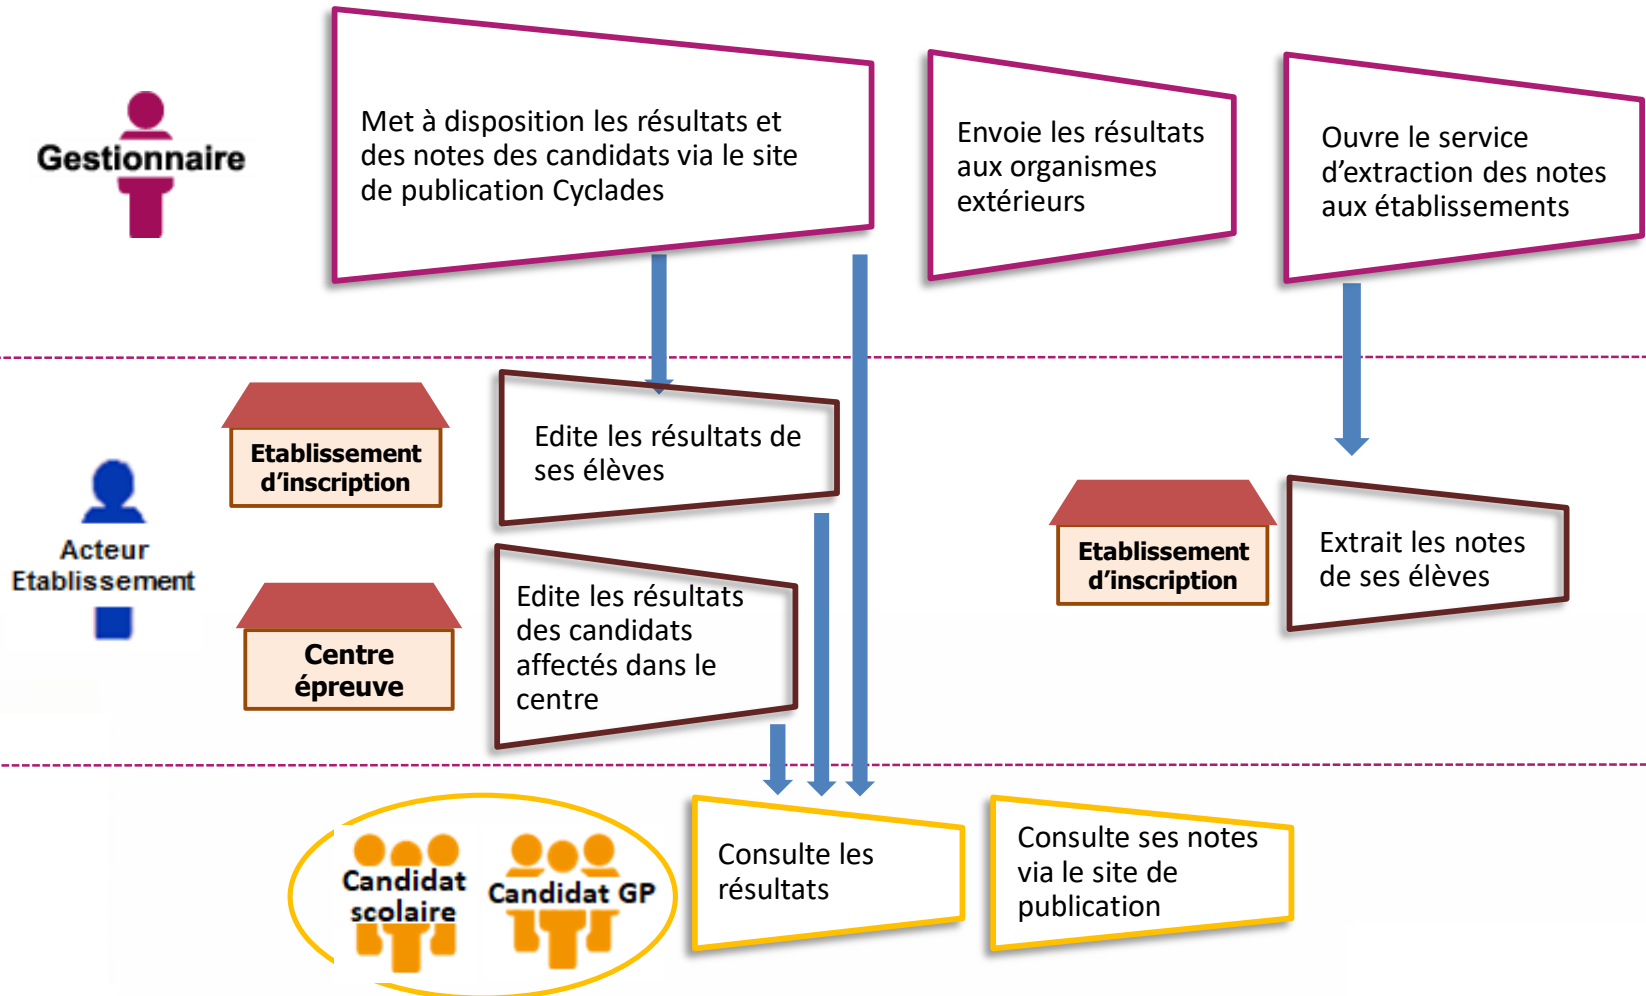 Gestionnaire
Met à disposition les résultats et
des notes des candidats via le site
de publication Cyclades
Envoie les résultats
aux organismes
extérieurs
Ouvre le service
d’extraction des notes
aux établissements
Acteur
Etablissement
Etablissement
d’inscription
Edite les résultats de
ses élèves
Centre
épreuve
Edite les résultats
des candidats
affectés dans le
centre
Etablissement
d’inscription
Extrait les notes
de ses élèves
Candidat
scolaire
Candidat GP
Consulte les
résultats
Consulte ses notes
via le site de
publication